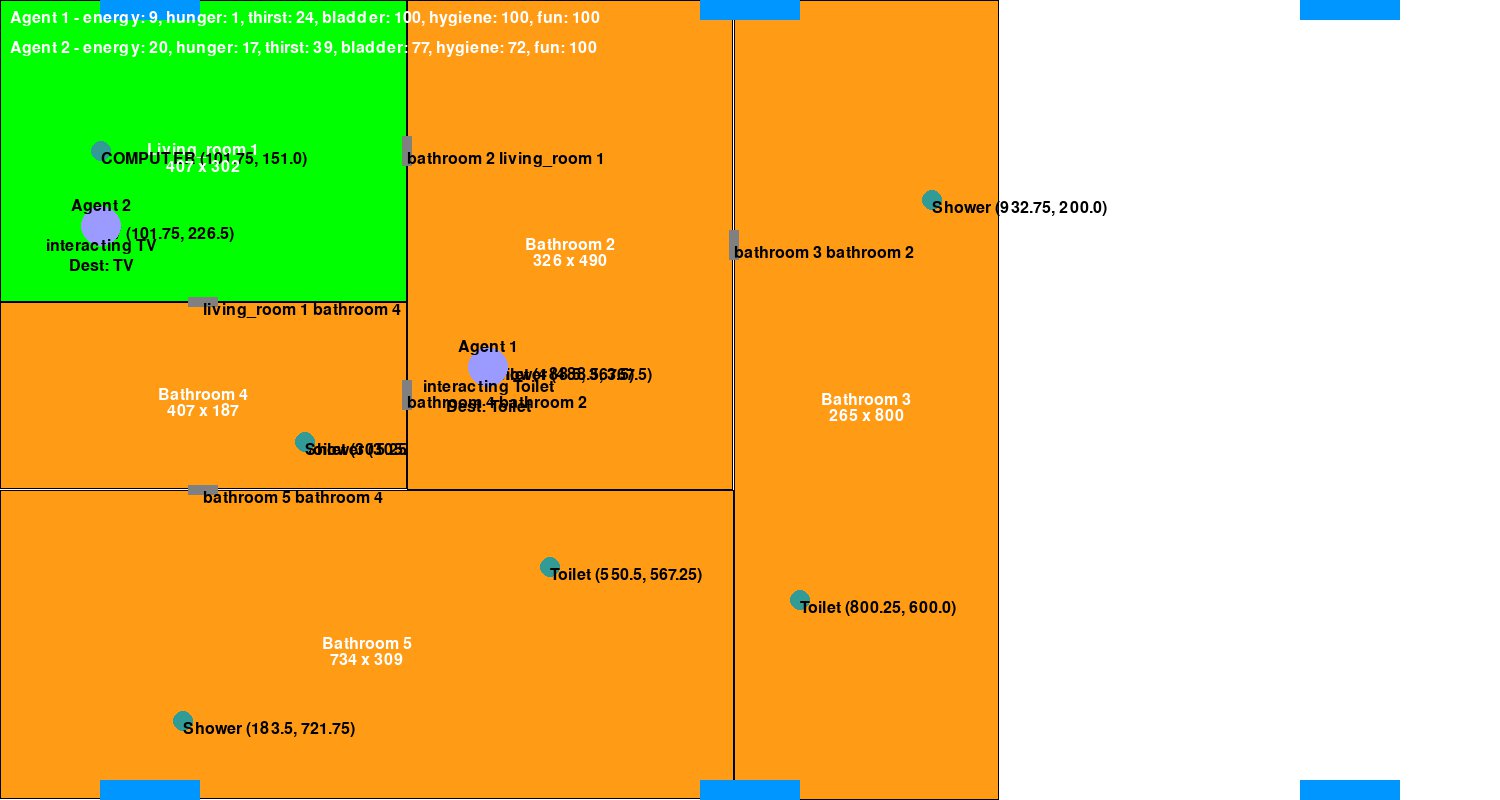 Agent 1 - energy: 9, hunger: 1, thirst: 24, bladder: 100, hygiene: 100, fun: 100
Agent 2 - energy: 20, hunger: 17, thirst: 39, bladder: 77, hygiene: 72, fun: 100
Living_room 1
COMPUTER (101.75, 151.0)
407 x 302
bathroom 2 living_room 1
Agent 2
(101.75, 226.5)
interacting TV
Dest: TV
Shower (932.75, 200.0)
Bathroom 2
326 x 490
bathroom 3 bathroom 2
living_room 1 bathroom 4
Agent 1
interacting Toilet
Dest: Toilet
bathroom 4 bathroom 2
Bathroom 4
407 x 187
Bathroom 3
265 x 800
bathroom 5 bathroom 4
Toilet (550.5, 567.25)
Toilet (800.25, 600.0)
Bathroom 5
734 x 309
Shower (183.5, 721.75)